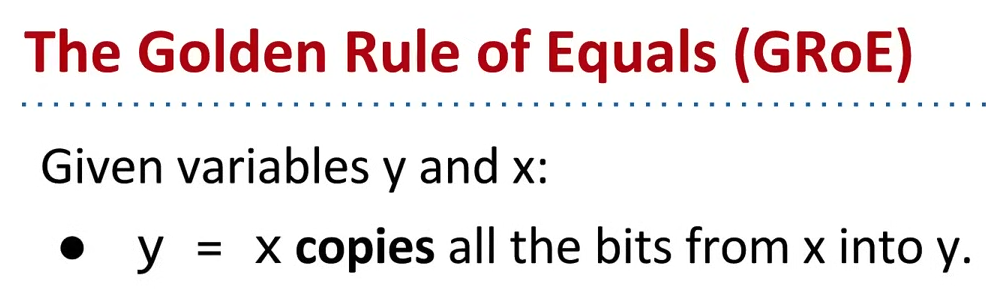 The Golden Rule of Equals (GRoE)
Given variables y and x:
● y = x copies all the bits from x into y.